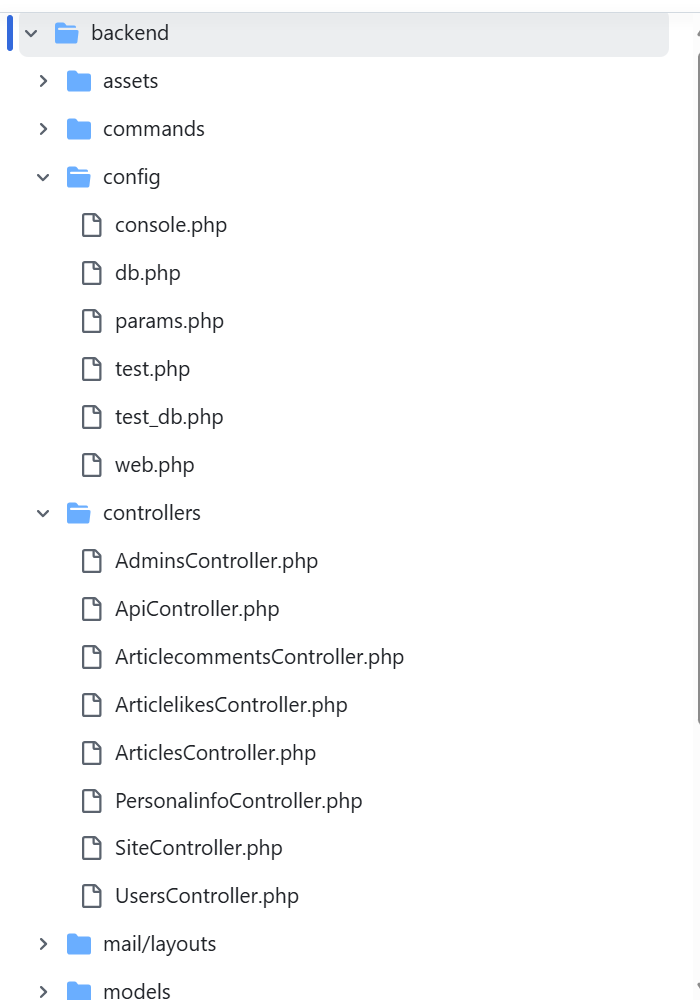 backend
assets
commands
config
console.php
db.php
params.php
test.php
test_db.php
web.php
controllers
AdminsController.php
ApiController.php
ArticlecommentsController.php
ArticlelikesController.php
ArticlesController.php
PersonalinfoController.php
SiteController.php
UsersController.php
mail/layouts
models